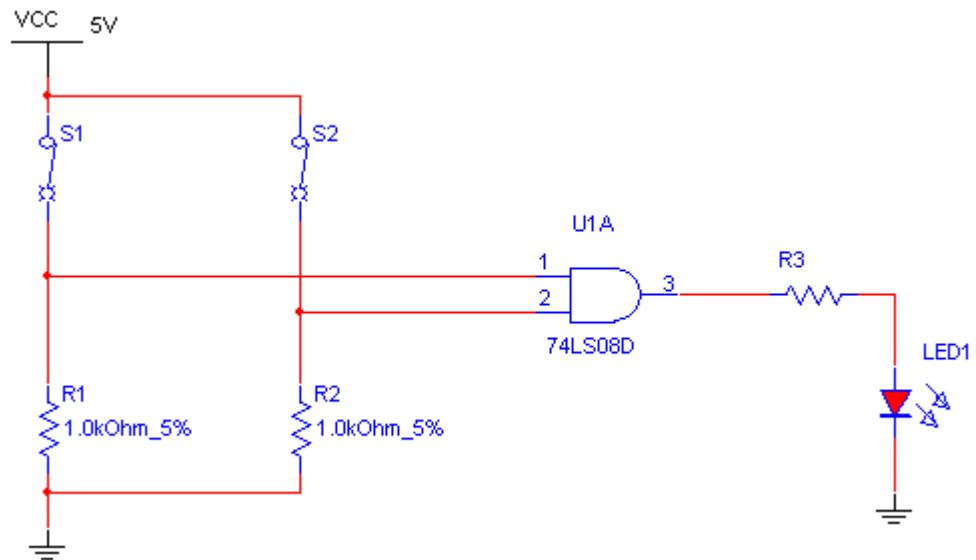 VCC 5V
S1 S2
U1A
1
2
3
74LS08D
R3
LED1
R1 R2
1.0kOhm_5% 1.0kOhm_5%